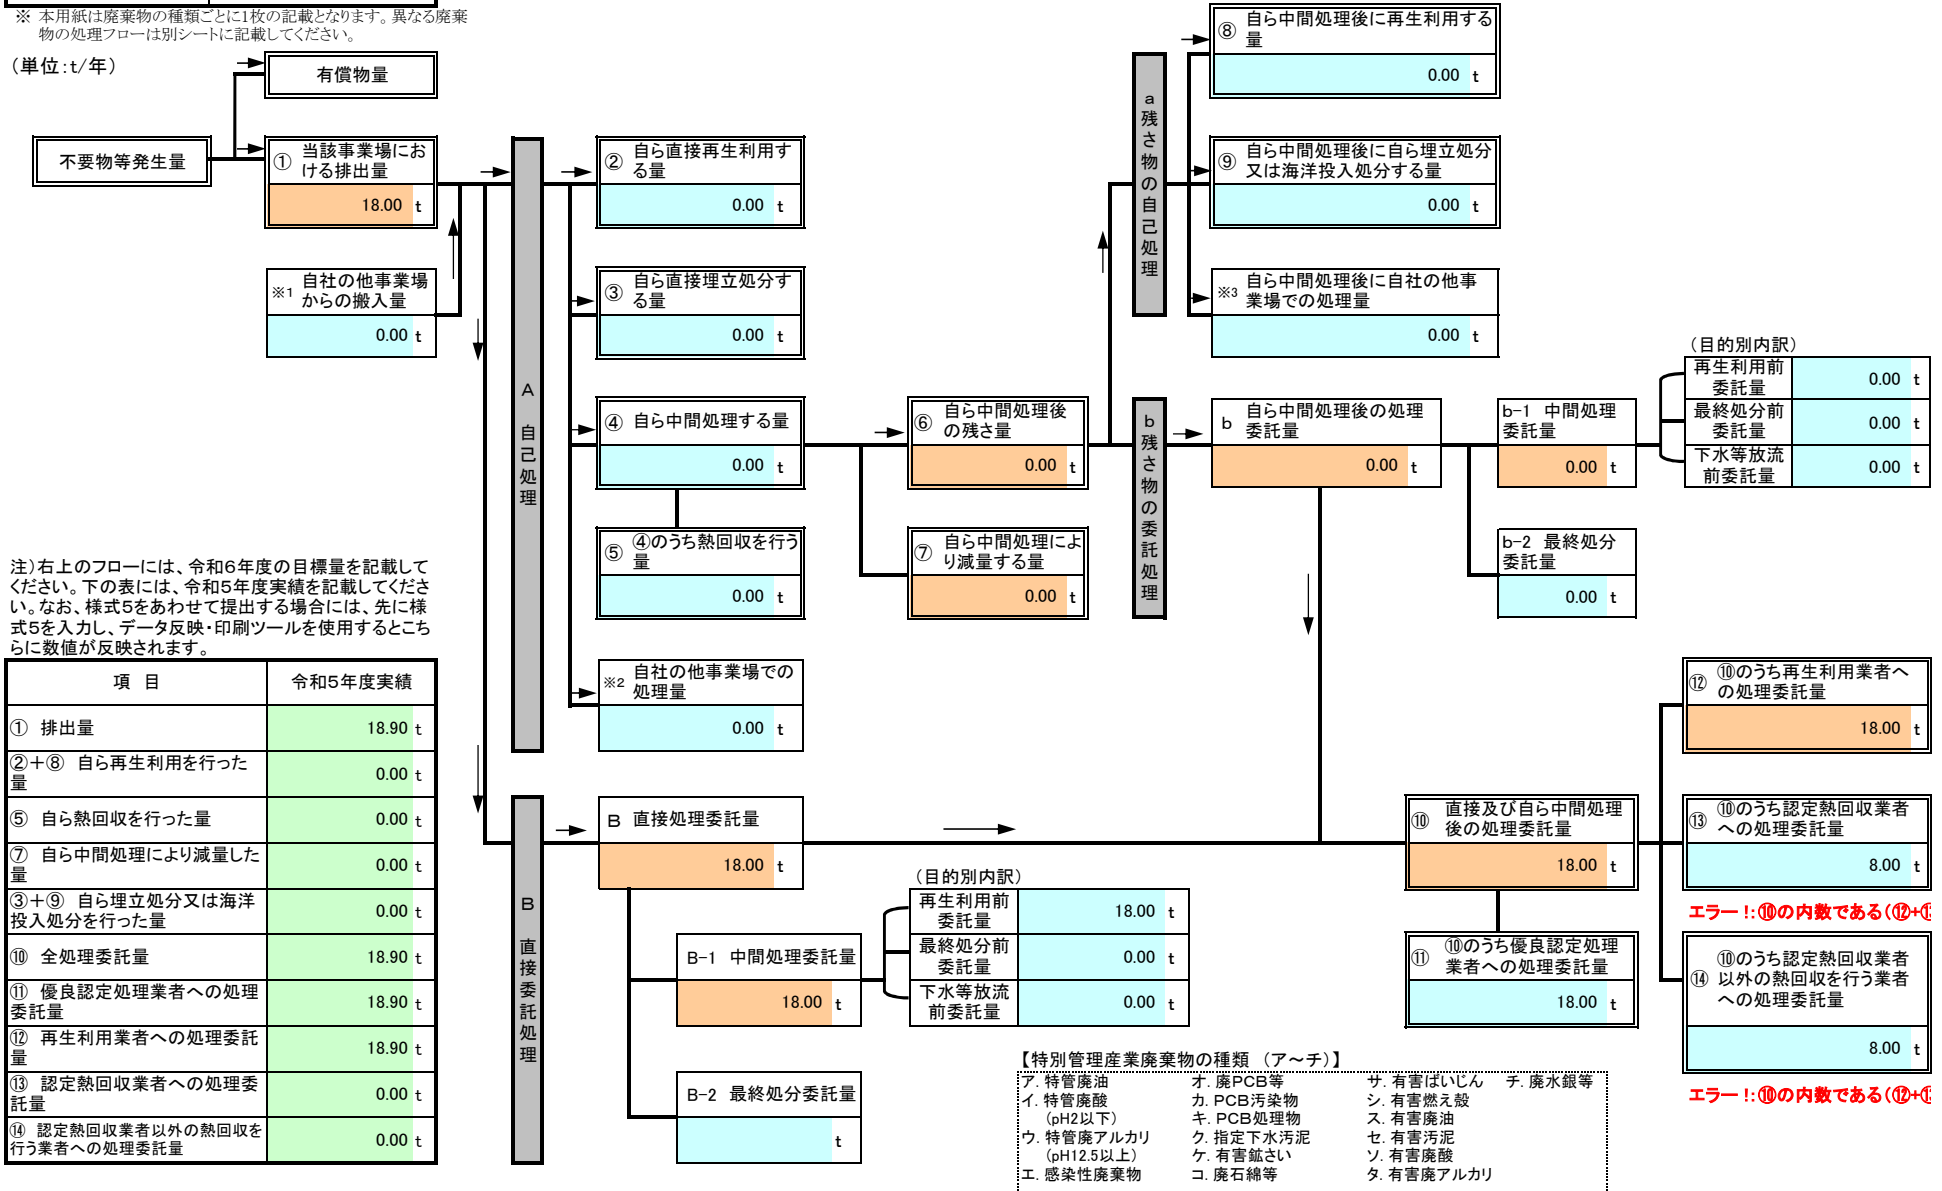 ※ 本用紙は廃棄物の種類ごとに1枚の記載となります。異なる廃棄
物の処理フローは別シートに記載してください。
（単位：t/年）
有償物量
不要物等発生量
① 当該事業場にお
ける排出量
18.00 t
※1 自社の他事業場
からの搬入量
0.00 t
A 自己処理
② 自ら直接再生利用す
る量
0.00 t
③ 自ら直接埋立処分す
る量
0.00 t
④ 自ら中間処理する量
0.00 t
⑤ ④のうち熱回収を行う
量
0.00 t
※2 自社の他事業場での
処理量
0.00 t
⑥ 自ら中間処理後
の残さ量
0.00 t
⑦ 自ら中間処理によ
り減量する量
0.00 t
a 残さ物の自己処理
⑧ 自ら中間処理後に再生利用する
量
0.00 t
⑨ 自ら中間処理後に自ら埋立処分
又は海洋投入処分する量
0.00 t
※3 自ら中間処理後に自社の他事
業場での処理量
0.00 t
b 残さ物の委託処理
b 自ら中間処理後の処理
委託量
0.00 t
b-1 中間処理
委託量
0.00 t
b-2 最終処分
委託量
0.00 t
（目的別内訳）
再生利用前
委託量 0.00 t
最終処分前
委託量 0.00 t
下水等放流
前委託量 0.00 t
注）右上のフローには、令和6年度の目標量を記載して
ください。下の表には、令和5年度実績を記載してくださ
い。なお、様式5をあわせて提出する場合には、先に様
式5を入力し、データ反映・印刷ツールを使用するとこち
らに数値が反映されます。
項 目 令和5年度実績
① 排出量 18.90 t
②＋⑧ 自ら再生利用を行った
量 0.00 t
⑤ 自ら熱回収を行った量 0.00 t
⑦ 自ら中間処理により減量した
量 0.00 t
③＋⑨ 自ら埋立処分又は海洋
投入処分を行った量 0.00 t
⑩ 全処理委託量 18.90 t
⑪ 優良認定処理業者への処理
委託量 18.90 t
⑫ 再生利用業者への処理委託
量 18.90 t
⑬ 認定熱回収業者への処理委
託量 0.00 t
⑭ 認定熱回収業者以外の熱回収を
行う業者への処理委託量 0.00 t
B 直接委託処理
B 直接処理委託量
18.00 t
B-1 中間処理委託量
18.00 t
B-2 最終処分委託量
t
（目的別内訳）
再生利用前
委託量 18.00 t
最終処分前
委託量 0.00 t
下水等放流
前委託量 0.00 t
⑩ 直接及び自ら中間処理
後の処理委託量
18.00 t
⑪ ⑩のうち優良認定処理
業者への処理委託量
18.00 t
⑫ ⑩のうち再生利用業者へ
の処理委託量
18.00 t
⑬ ⑩のうち認定熱回収業者
への処理委託量
8.00 t
エラー！:⑩の内数である（⑫+⑬
⑭ ⑩のうち認定熱回収業者
以外の熱回収を行う業者
への処理委託量
8.00 t
エラー！:⑩の内数である（⑫+⑬
【特別管理産業廃棄物の種類 （ア～チ）】
ア. 特管廃油 オ. 廃PCB等 サ. 有害ばいじん チ. 廃水銀等
イ. 特管廃酸 カ. PCB汚染物 シ. 有害燃え殻
（pH2以下） キ. PCB処理物 ス. 有害廃油
ウ. 特管廃アルカリ ク. 指定下水汚泥 セ. 有害汚泥
（pH12.5以上） ケ. 有害鉱さい ソ. 有害廃酸
エ. 感染性廃棄物 コ. 廃石綿等 タ. 有害廃アルカリ